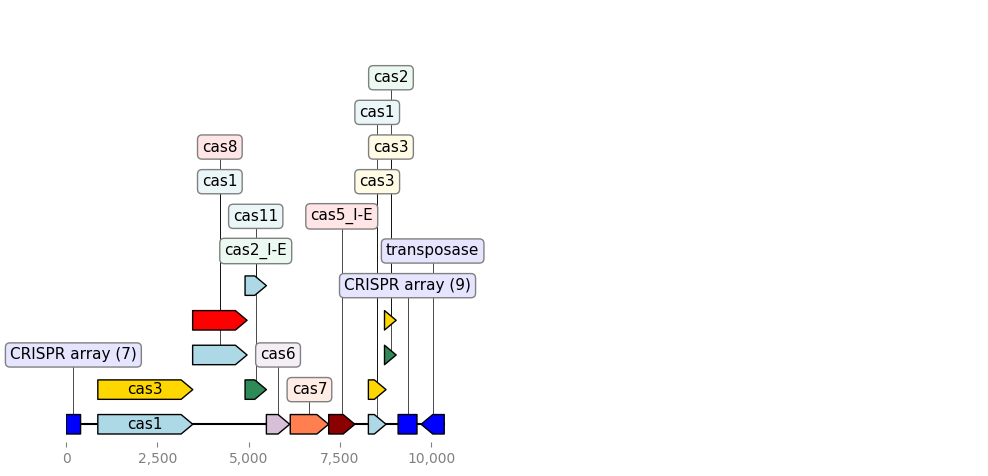 cas2
cas1
cas8 cas3
cas1 cas3
cas11 cas5_I-E
cas2_I-E transposase
CRISPR array (9)
CRISPR array (7) cas6
cas3 cas7
cas1
0 2,500 5,000 7,500 10,000